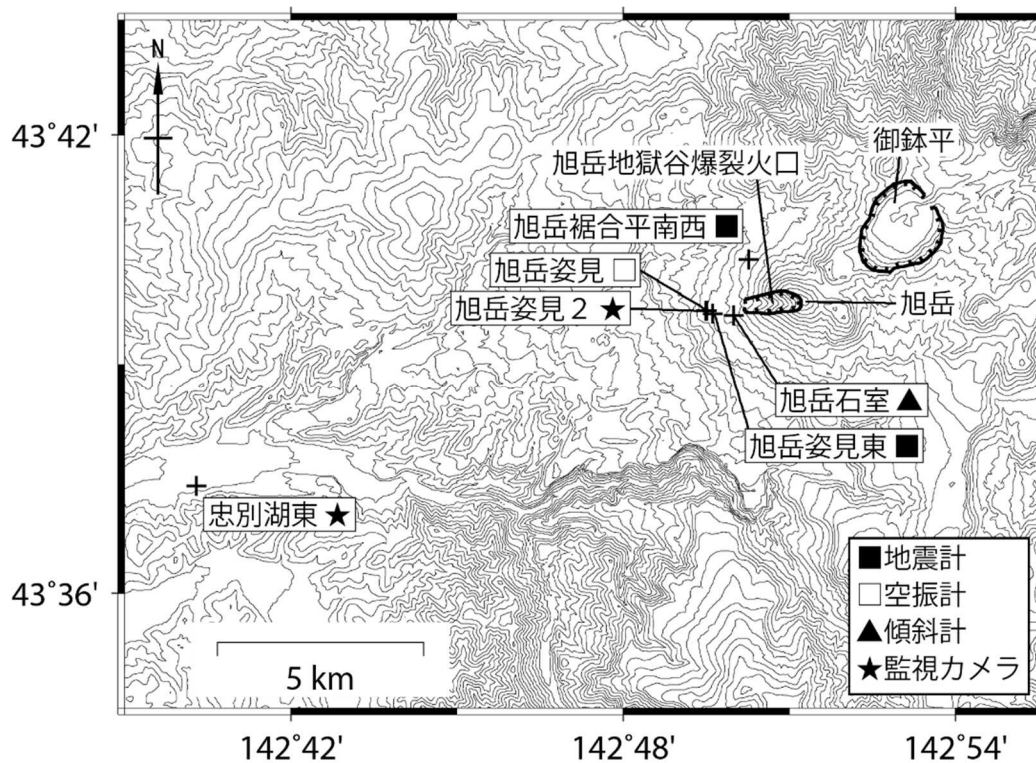 N
43°42'
御鉢平
旭岳地獄谷爆裂火口
旭岳裾合平南西 ■
旭岳姿見 □
旭岳姿見２ ★
旭岳
旭岳石室 ▲
旭岳姿見東 ■
忠別湖東 ★
43°36'
■地震計
□空振計
▲傾斜計
★監視カメラ
5 km
142°42'
142°48'
142°54'